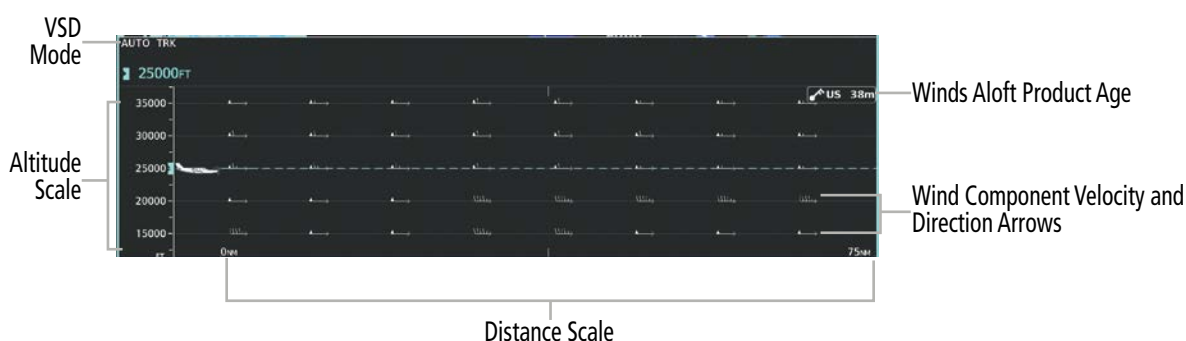 VSD
Mode
AUTO TRK
25000FT
US 38m
Winds Aloft Product Age
Altitude
Scale
35000
30000
25000
20000
15000
FT
0NM
75NM
Wind Component Velocity and
Direction Arrows
Distance Scale